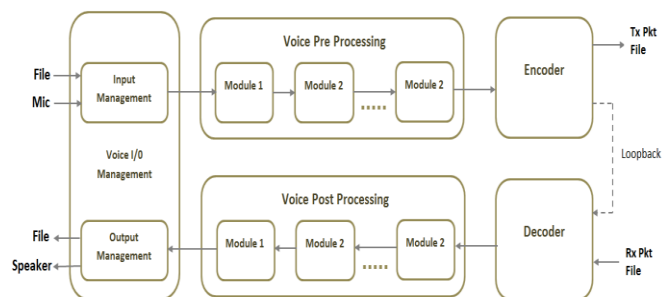 Voice Pre Processing
Tx Pkt
File
File
Mic
Input
Management
Module 1
Module 2
Module 2
.....
Encoder
Voice I/0
Management
Loopback
Voice Post Processing
File
Speaker
Output
Management
Module 1
Module 2
Module 2
.....
Decoder
Rx Pkt
File